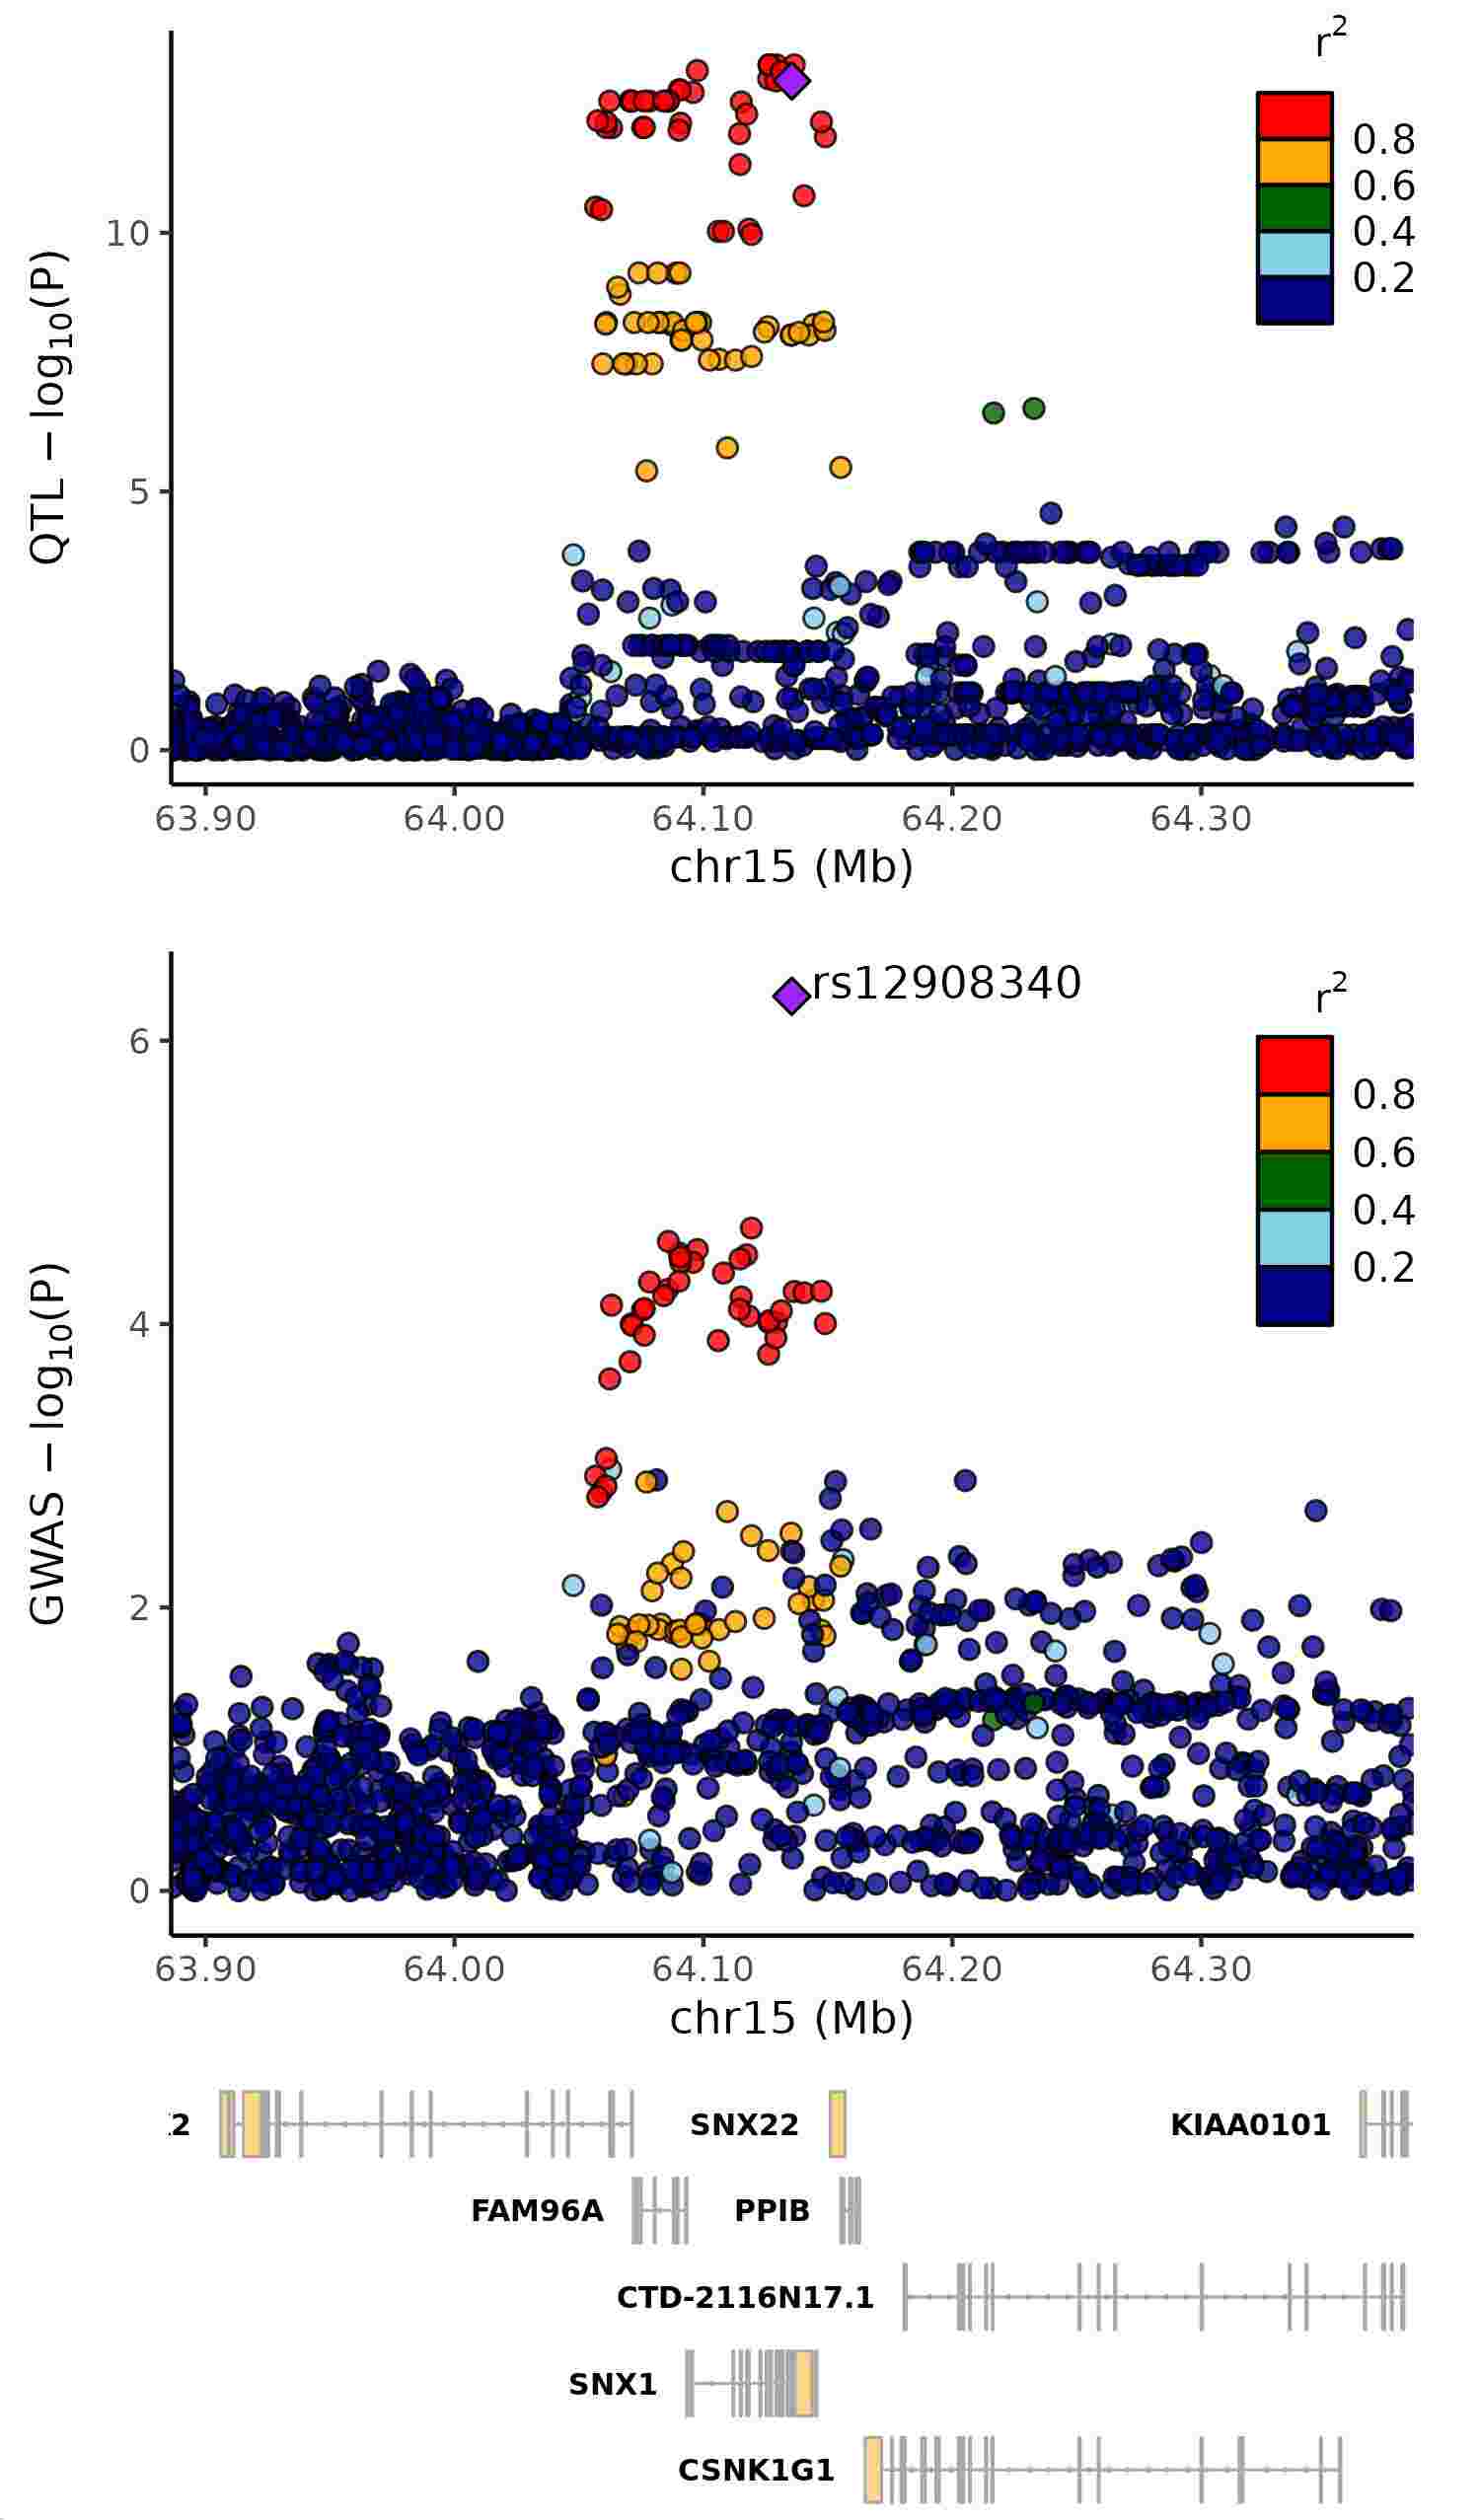 r2
0.8
0.6
0.4
0.2
QTL − log10(P)
10
5
0
63.90 64.00 64.10 64.20 64.30
chr15 (Mb)
rs12908340
r2
0.8
0.6
0.4
0.2
GWAS − log10(P)
6
4
2
0
63.90 64.00 64.10 64.20 64.30
chr15 (Mb)
2 SNX22 KIAA0101
FAM96A PPIB
CTD-2116N17.1
SNX1
CSNK1G1